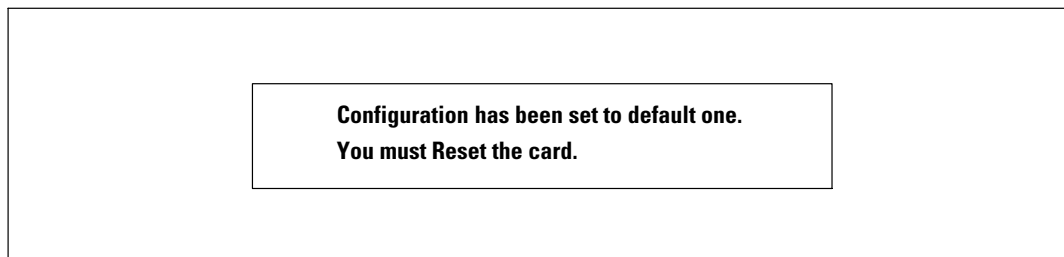 Configuration has been set to default one.
You must Reset the card.